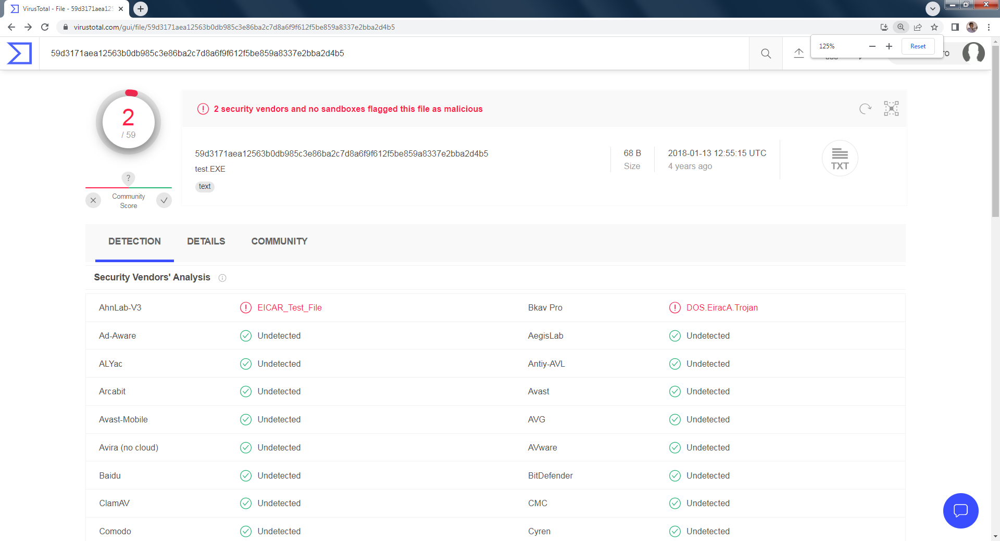 VirusTotal - File - 59d3171aea125
virustotal.com/gui/file/59d3171aea12563b0db985c3e86ba2c7d8a6f9f612f5be859a8337e2bba2d4b5
59d3171aea12563b0db985c3e86ba2c7d8a6f9f612f5be859a8337e2bba2d4b5
125%
Reset
ro
2
/ 59
2 security vendors and no sandboxes flagged this file as malicious
59d3171aea12563b0db985c3e86ba2c7d8a6f9f612f5be859a8337e2bba2d4b5
test.EXE
text
68 B
Size
2018-01-13 12:55:15 UTC
4 years ago
TXT
?
Community
Score
DETECTION DETAILS COMMUNITY
Security Vendors' Analysis
AhnLab-V3 EICAR_Test_File Bkav Pro DOS.EiracA.Trojan
Ad-Aware Undetected AegisLab Undetected
ALYac Undetected Antiy-AVL Undetected
Arcabit Undetected Avast Undetected
Avast-Mobile Undetected AVG Undetected
Avira (no cloud) Undetected AVware Undetected
Baidu Undetected BitDefender Undetected
ClamAV Undetected CMC Undetected
Comodo Undetected Cyren Undetected